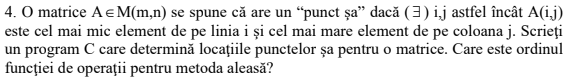 4. O matrice A∈M(m,n) se spune că are un “punct şa” dacă (∃) i,j astfel încât A(i,j)
este cel mai mic element de pe linia i şi cel mai mare element de pe coloana j. Scrieţi
un program C care determină locaţiile punctelor şa pentru o matrice. Care este ordinul
funcţiei de operaţii pentru metoda aleasă?